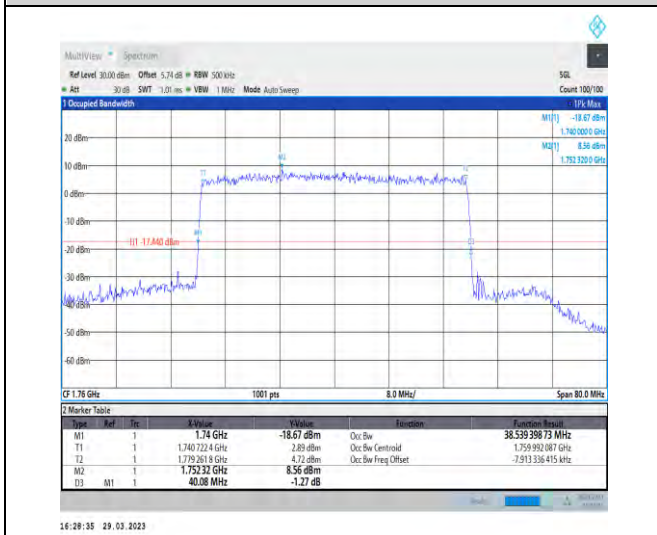 MultiView Spectrum
Ref Level 30.00 dBm Offset 5.74 dB RBW 500 kHz SGL
Att 30 dB SWT 1.01 ms VBW 1 MHz Mode Auto Sweep Count 100/100
1 Occupied Bandwidth 1Pk Max
M1[1] -18.67 dBm
1.740 000 0 GHz
M2[1] 8.56 dBm
1.752 320 0 GHz
20 dBm
M2
10 dBm
T1
0 dBm
-10 dBm
M1
H1 -17.440 dBm
-20 dBm
-30 dBm
-40 dBm
-50 dBm
-60 dBm
CF 1.76 GHz 1001 pts 8.0 MHz/ Span 80.0 MHz
2 Marker Table
Type Ref Trc X-Value Y-Value Function Function Result
M1 1 1.74 GHz -18.67 dBm Occ Bw 38.539 398 73 MHz
T1 1 1.740 722 4 GHz 2.89 dBm Occ Bw Centroid 1.759 992 087 GHz
T2 1 1.779 261 8 GHz 4.72 dBm Occ Bw Freq Offset -7.913 336 415 kHz
M2 1 1.752 32 GHz 8.56 dBm
D3 M1 1 40.08 MHz -1.27 dB
16:28:35 29.03.2023